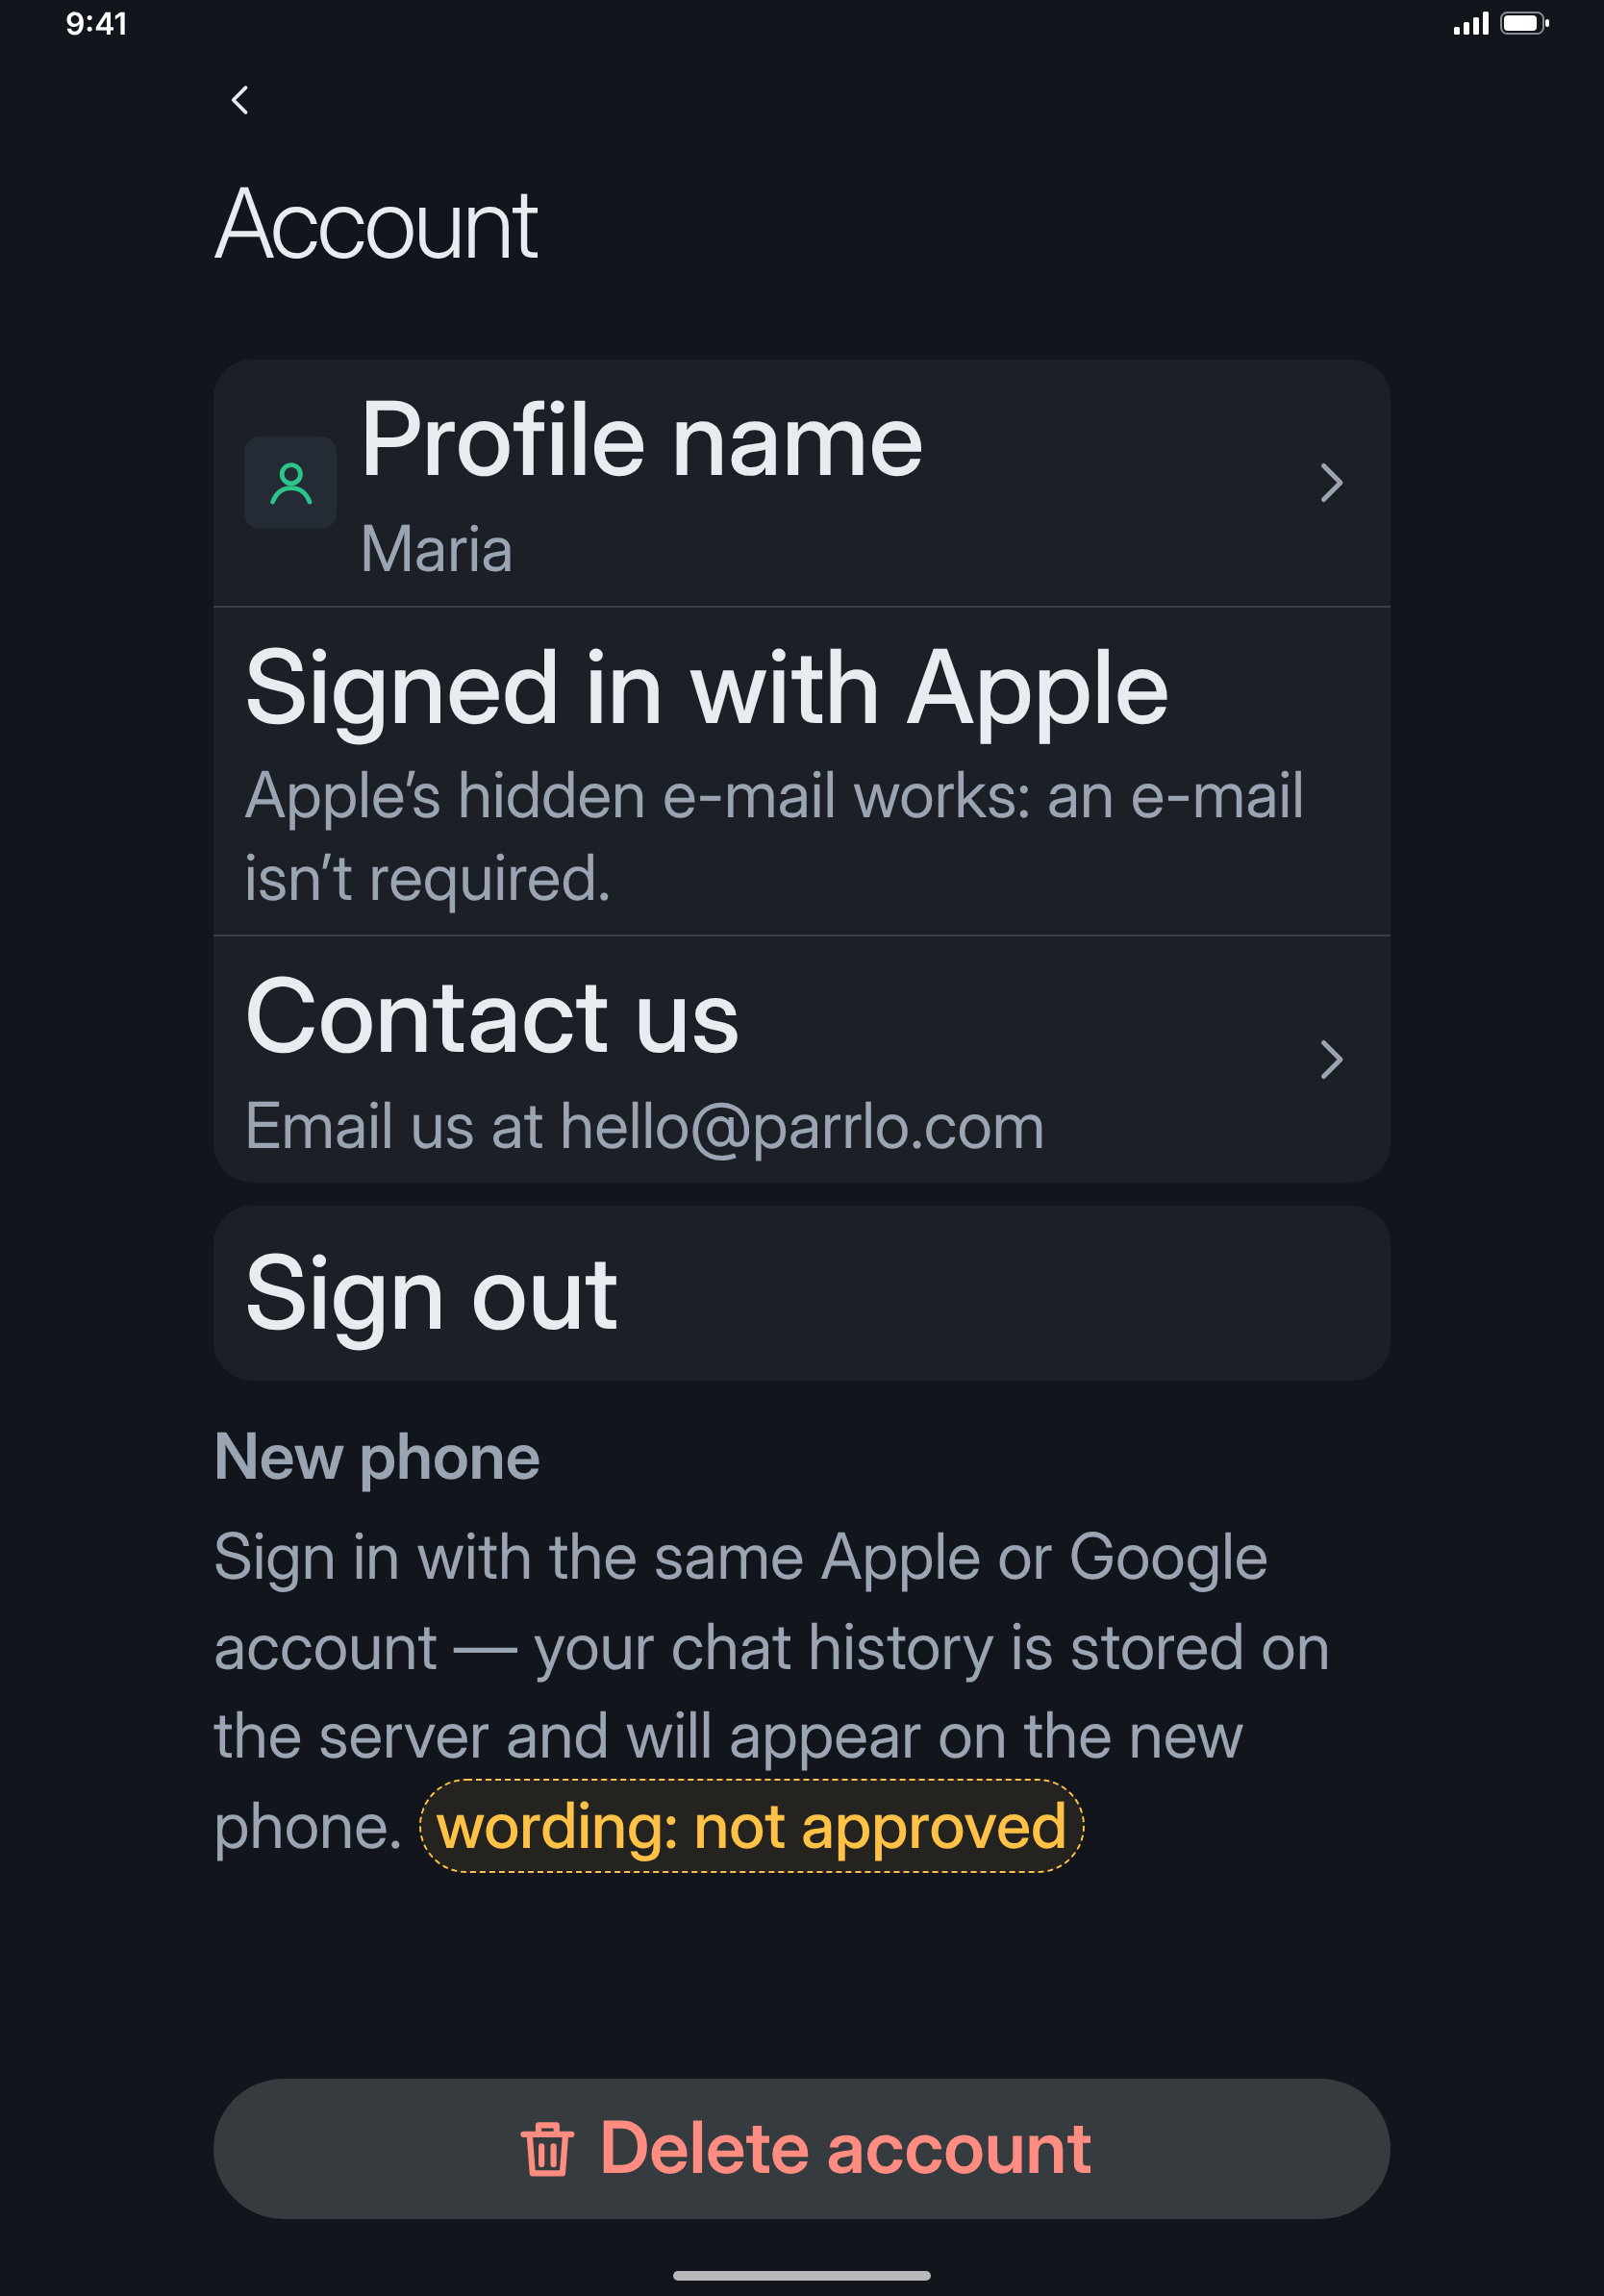 9:41
Account
Profile name
Maria
Signed in with Apple
Apple’s hidden e-mail works: an e-mail
isn’t required.
Contact us
Email us at hello@parrlo.com
Sign out
New phone
Sign in with the same Apple or Google
account — your chat history is stored on
the server and will appear on the new
phone. wording: not approved
Delete account